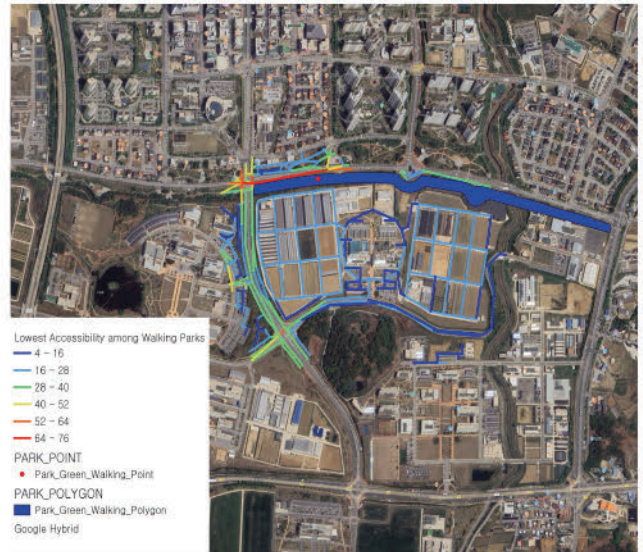 Lowest Accessibility among Walking Parks
4 - 16
16 - 28
28 - 40
40 - 52
52 - 64
64 - 76
PARK_POINT
Park_Green_Walking_Point
PARK_POLYGON
Park_Green_Walking_Polygon
Google Hybrid